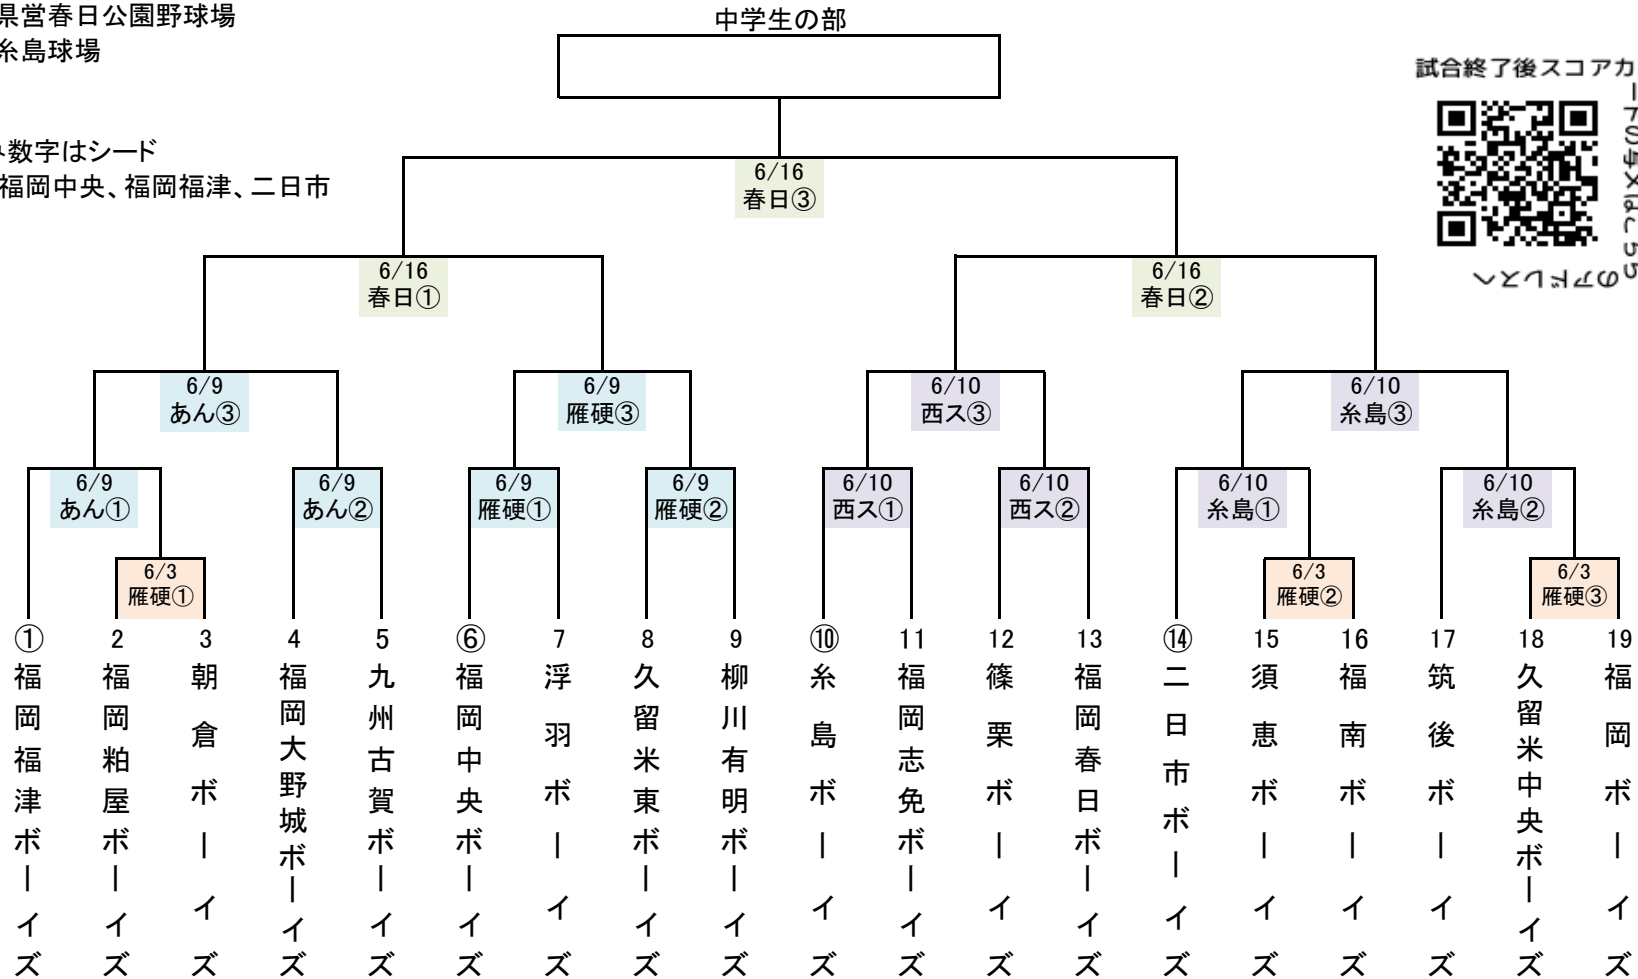 県営春日公園野球場
糸島球場
数字はシード
福岡中央、福岡福津、二日市
中学生の部
試合終了後スコアカードの写メはこちらのアドレスへ
6/16
春日③
6/16
春日①
6/16
春日②
6/9
あん③
6/9
雁硬③
6/10
西ス③
6/10
糸島③
6/9
あん①
6/9
あん②
6/9
雁硬①
6/9
雁硬②
6/10
西ス①
6/10
西ス②
6/10
糸島①
6/10
糸島②
6/3
雁硬①
6/3
雁硬②
6/3
雁硬③
① 2 3 4 5 ⑥ 7 8 9 ⑩ 11 12 13 ⑭ 15 16 17 18 19
福岡福津ボーイズ
福岡粕屋ボーイズ
朝倉ボーイズ
福岡大野城ボーイズ
九州古賀ボーイズ
福岡中央ボーイズ
浮羽ボーイズ
久留米東ボーイズ
柳川有明ボーイズ
糸島ボーイズ
福岡志免ボーイズ
篠栗ボーイズ
福岡春日ボーイズ
二日市ボーイズ
須恵ボーイズ
福南ボーイズ
筑後ボーイズ
久留米中央ボーイズ
福岡ボーイズ